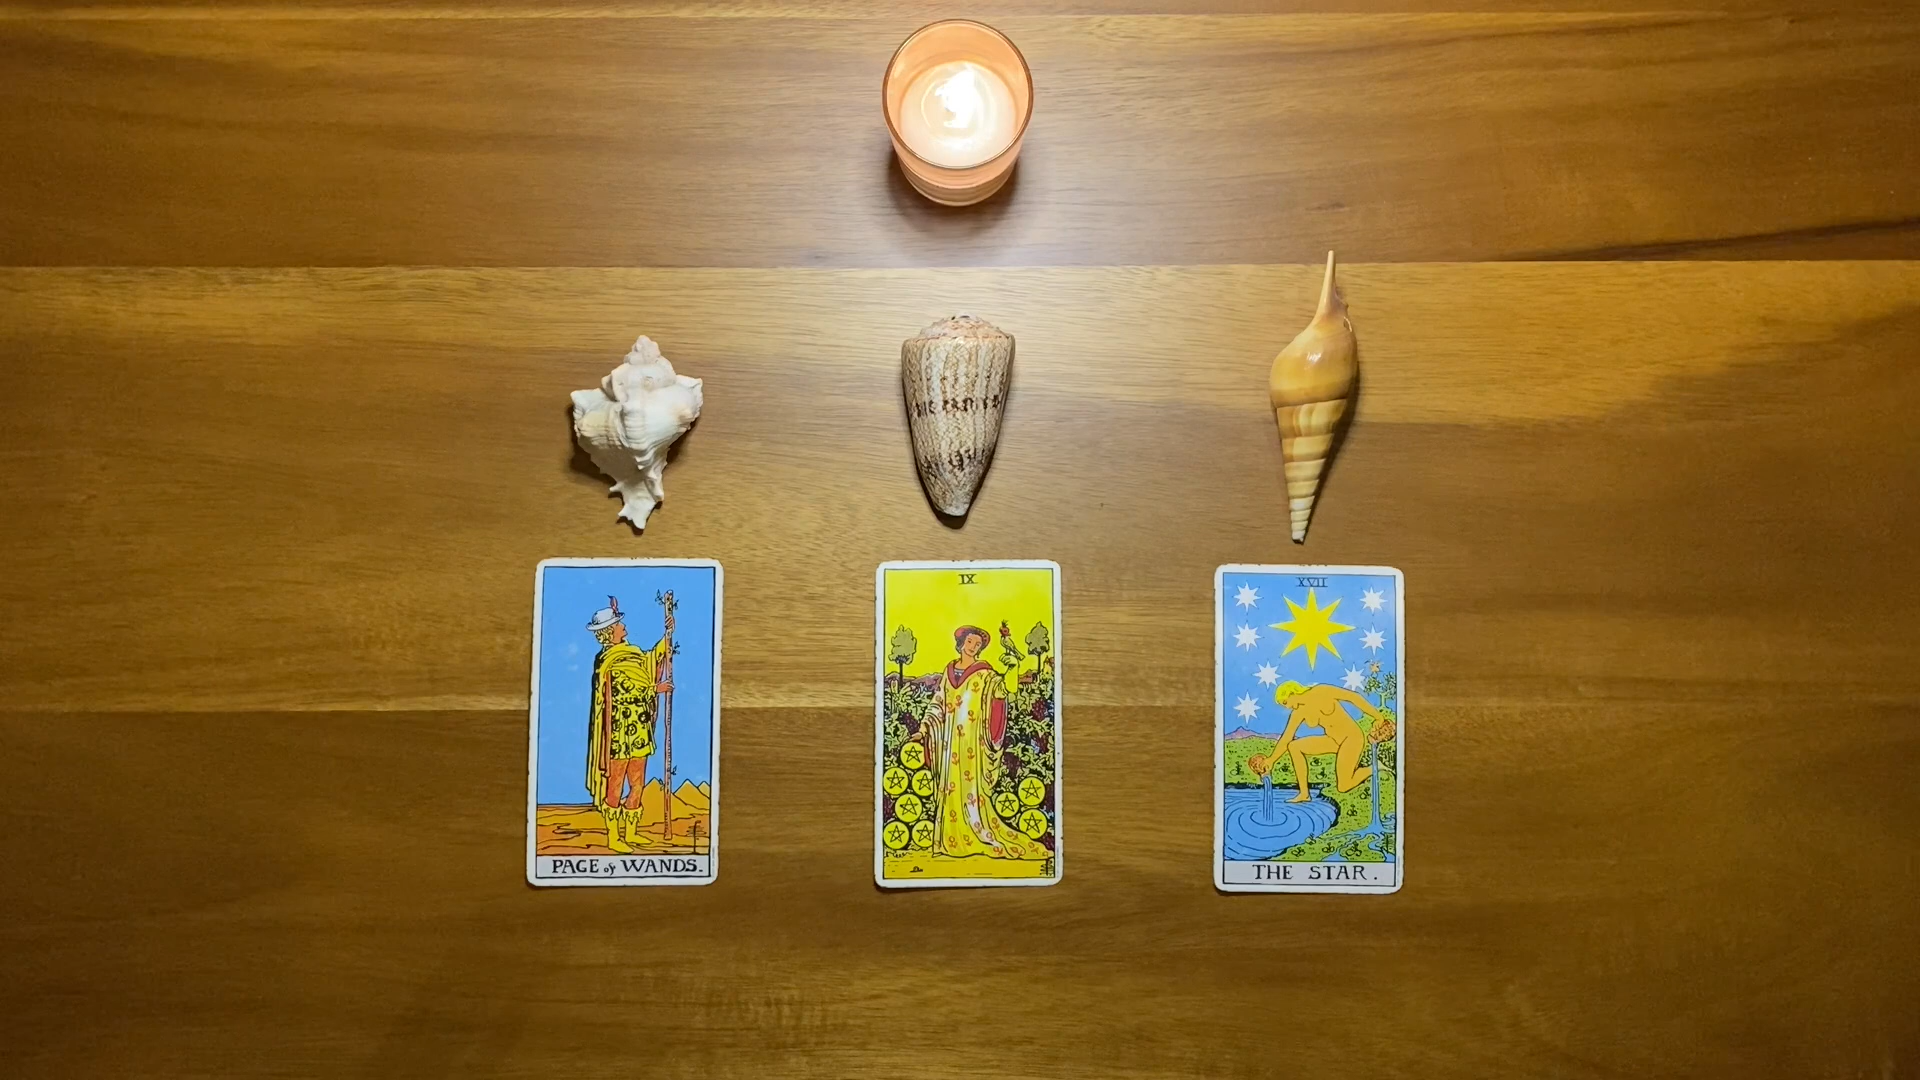 IX
XVII
PAGE of WANDS.
THE STAR.